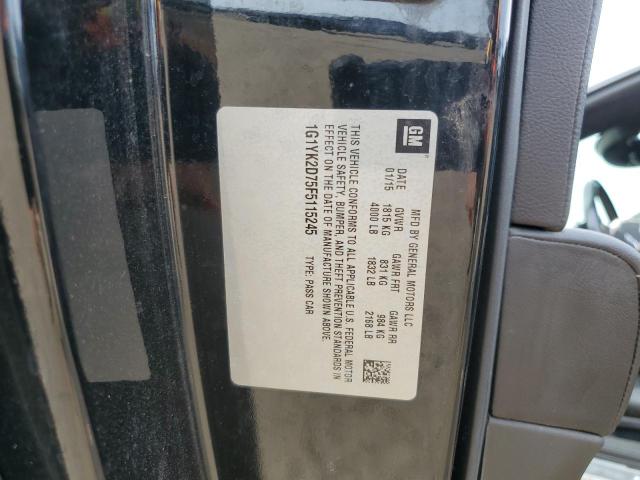 GM
MFD BY GENERAL MOTORS LLC
DATE GVWR GAWR FRT GAWR RR
01/15 1815 KG 831 KG 984 KG
4000 LB 1832 LB 2168 LB
THIS VEHICLE CONFORMS TO ALL APPLICABLE U.S. FEDERAL MOTOR
VEHICLE SAFETY, BUMPER, AND THEFT PREVENTION STANDARDS IN
EFFECT ON THE DATE OF MANUFACTURE SHOWN ABOVE.
1G1YK2D75F5115245 TYPE: PASS CAR